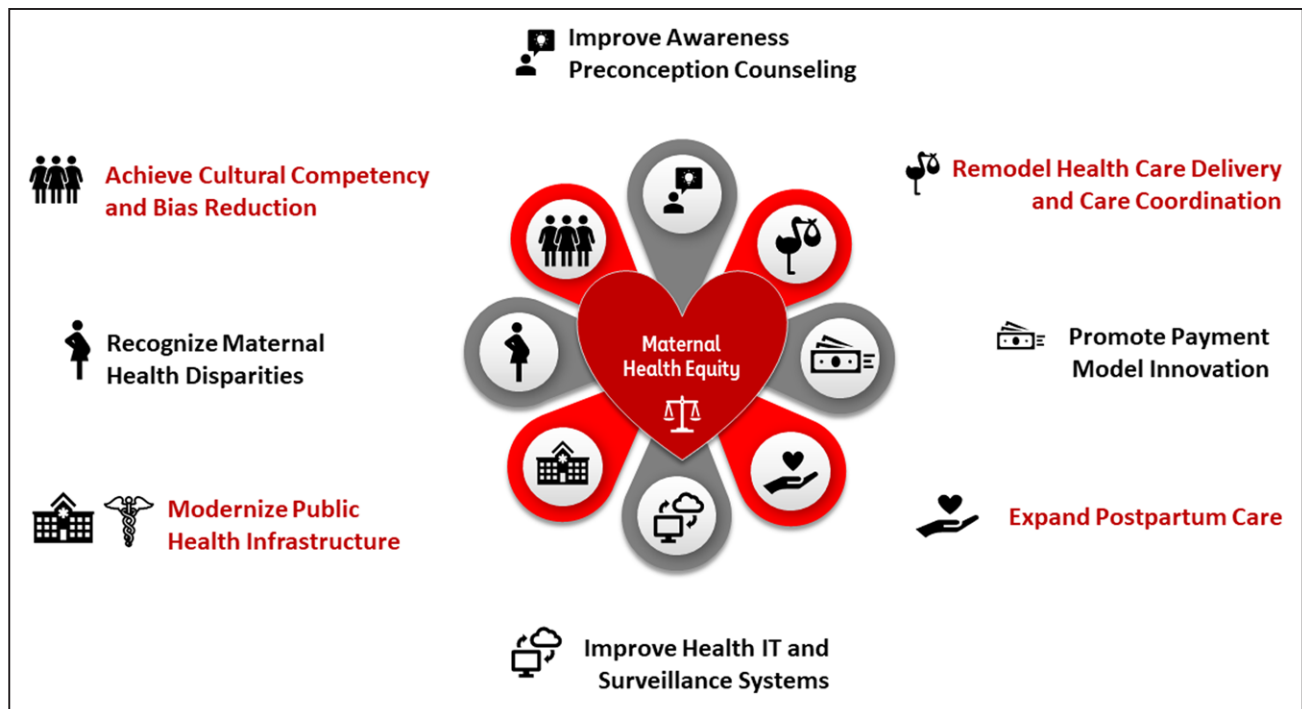 Improve Awareness
Preconception Counseling
Achieve Cultural Competency
and Bias Reduction
Remodel Health Care Delivery
and Care Coordination
Recognize Maternal
Health Disparities
Maternal
Health Equity
Promote Payment
Model Innovation
Modernize Public
Health Infrastructure
Expand Postpartum Care
Improve Health IT and
Surveillance Systems